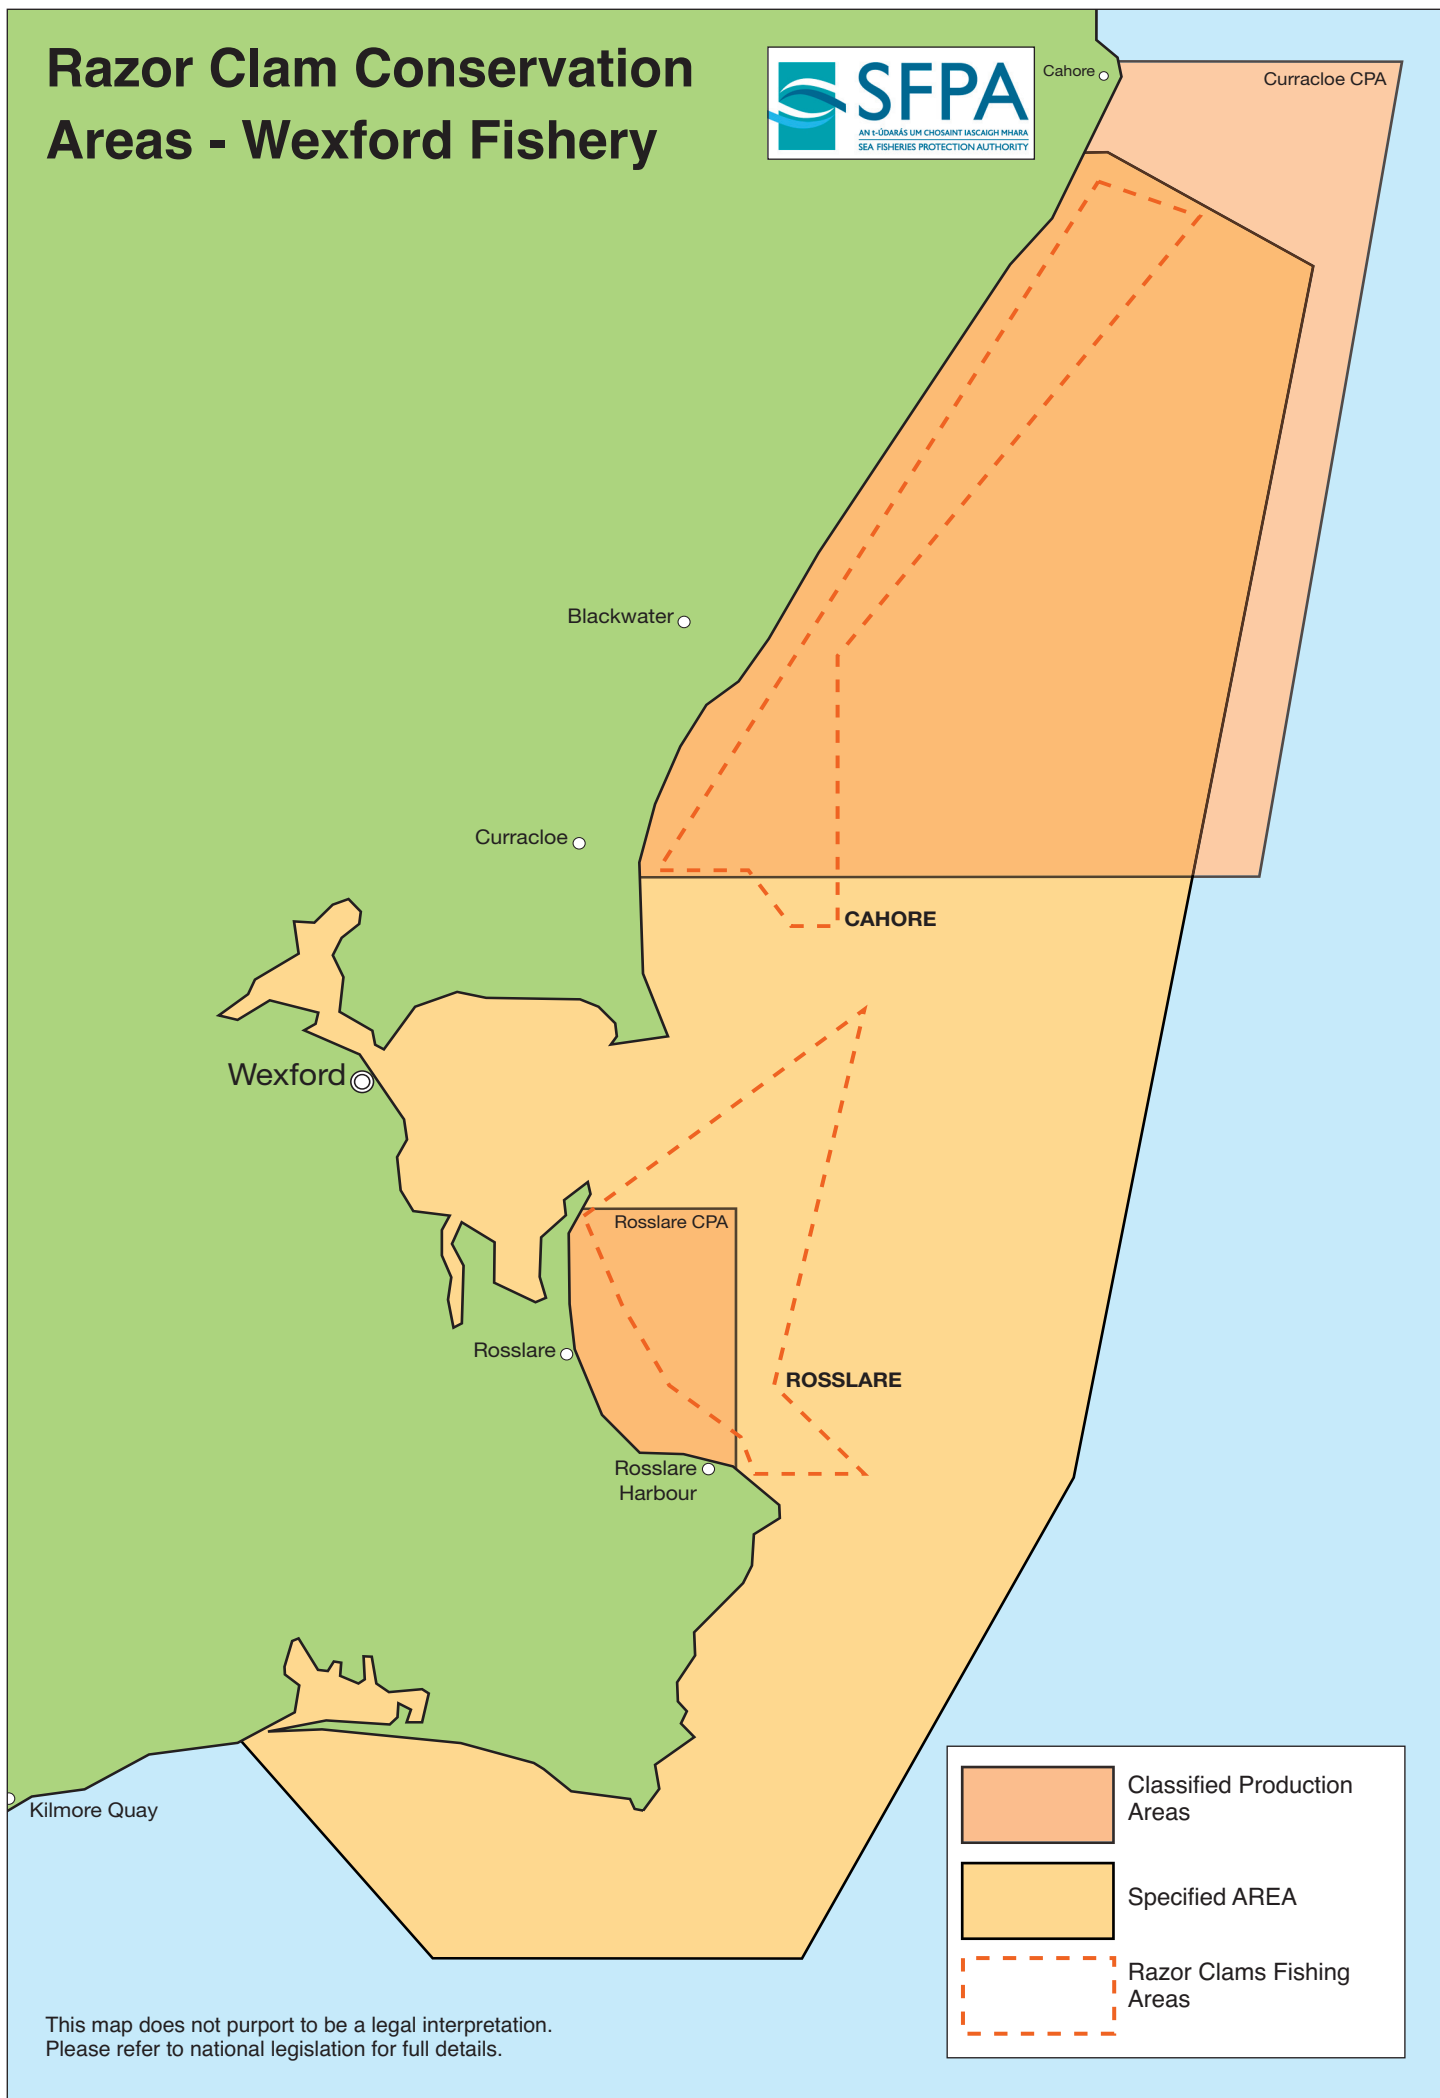 Razor Clam Conservation
Areas - Wexford Fishery
SFPA
AN t-ÚDARÁS UM CHOSAINT IASCAIGH MHARA
SEA FISHERIES PROTECTION AUTHORITY
Cahore
Curracloe CPA
Blackwater
Curracloe
CAHORE
Wexford
Rosslare CPA
Rosslare
ROSSLARE
Rosslare
Harbour
Kilmore Quay
Classified Production
Areas
Specified AREA
Razor Clams Fishing
Areas
This map does not purport to be a legal interpretation.
Please refer to national legislation for full details.